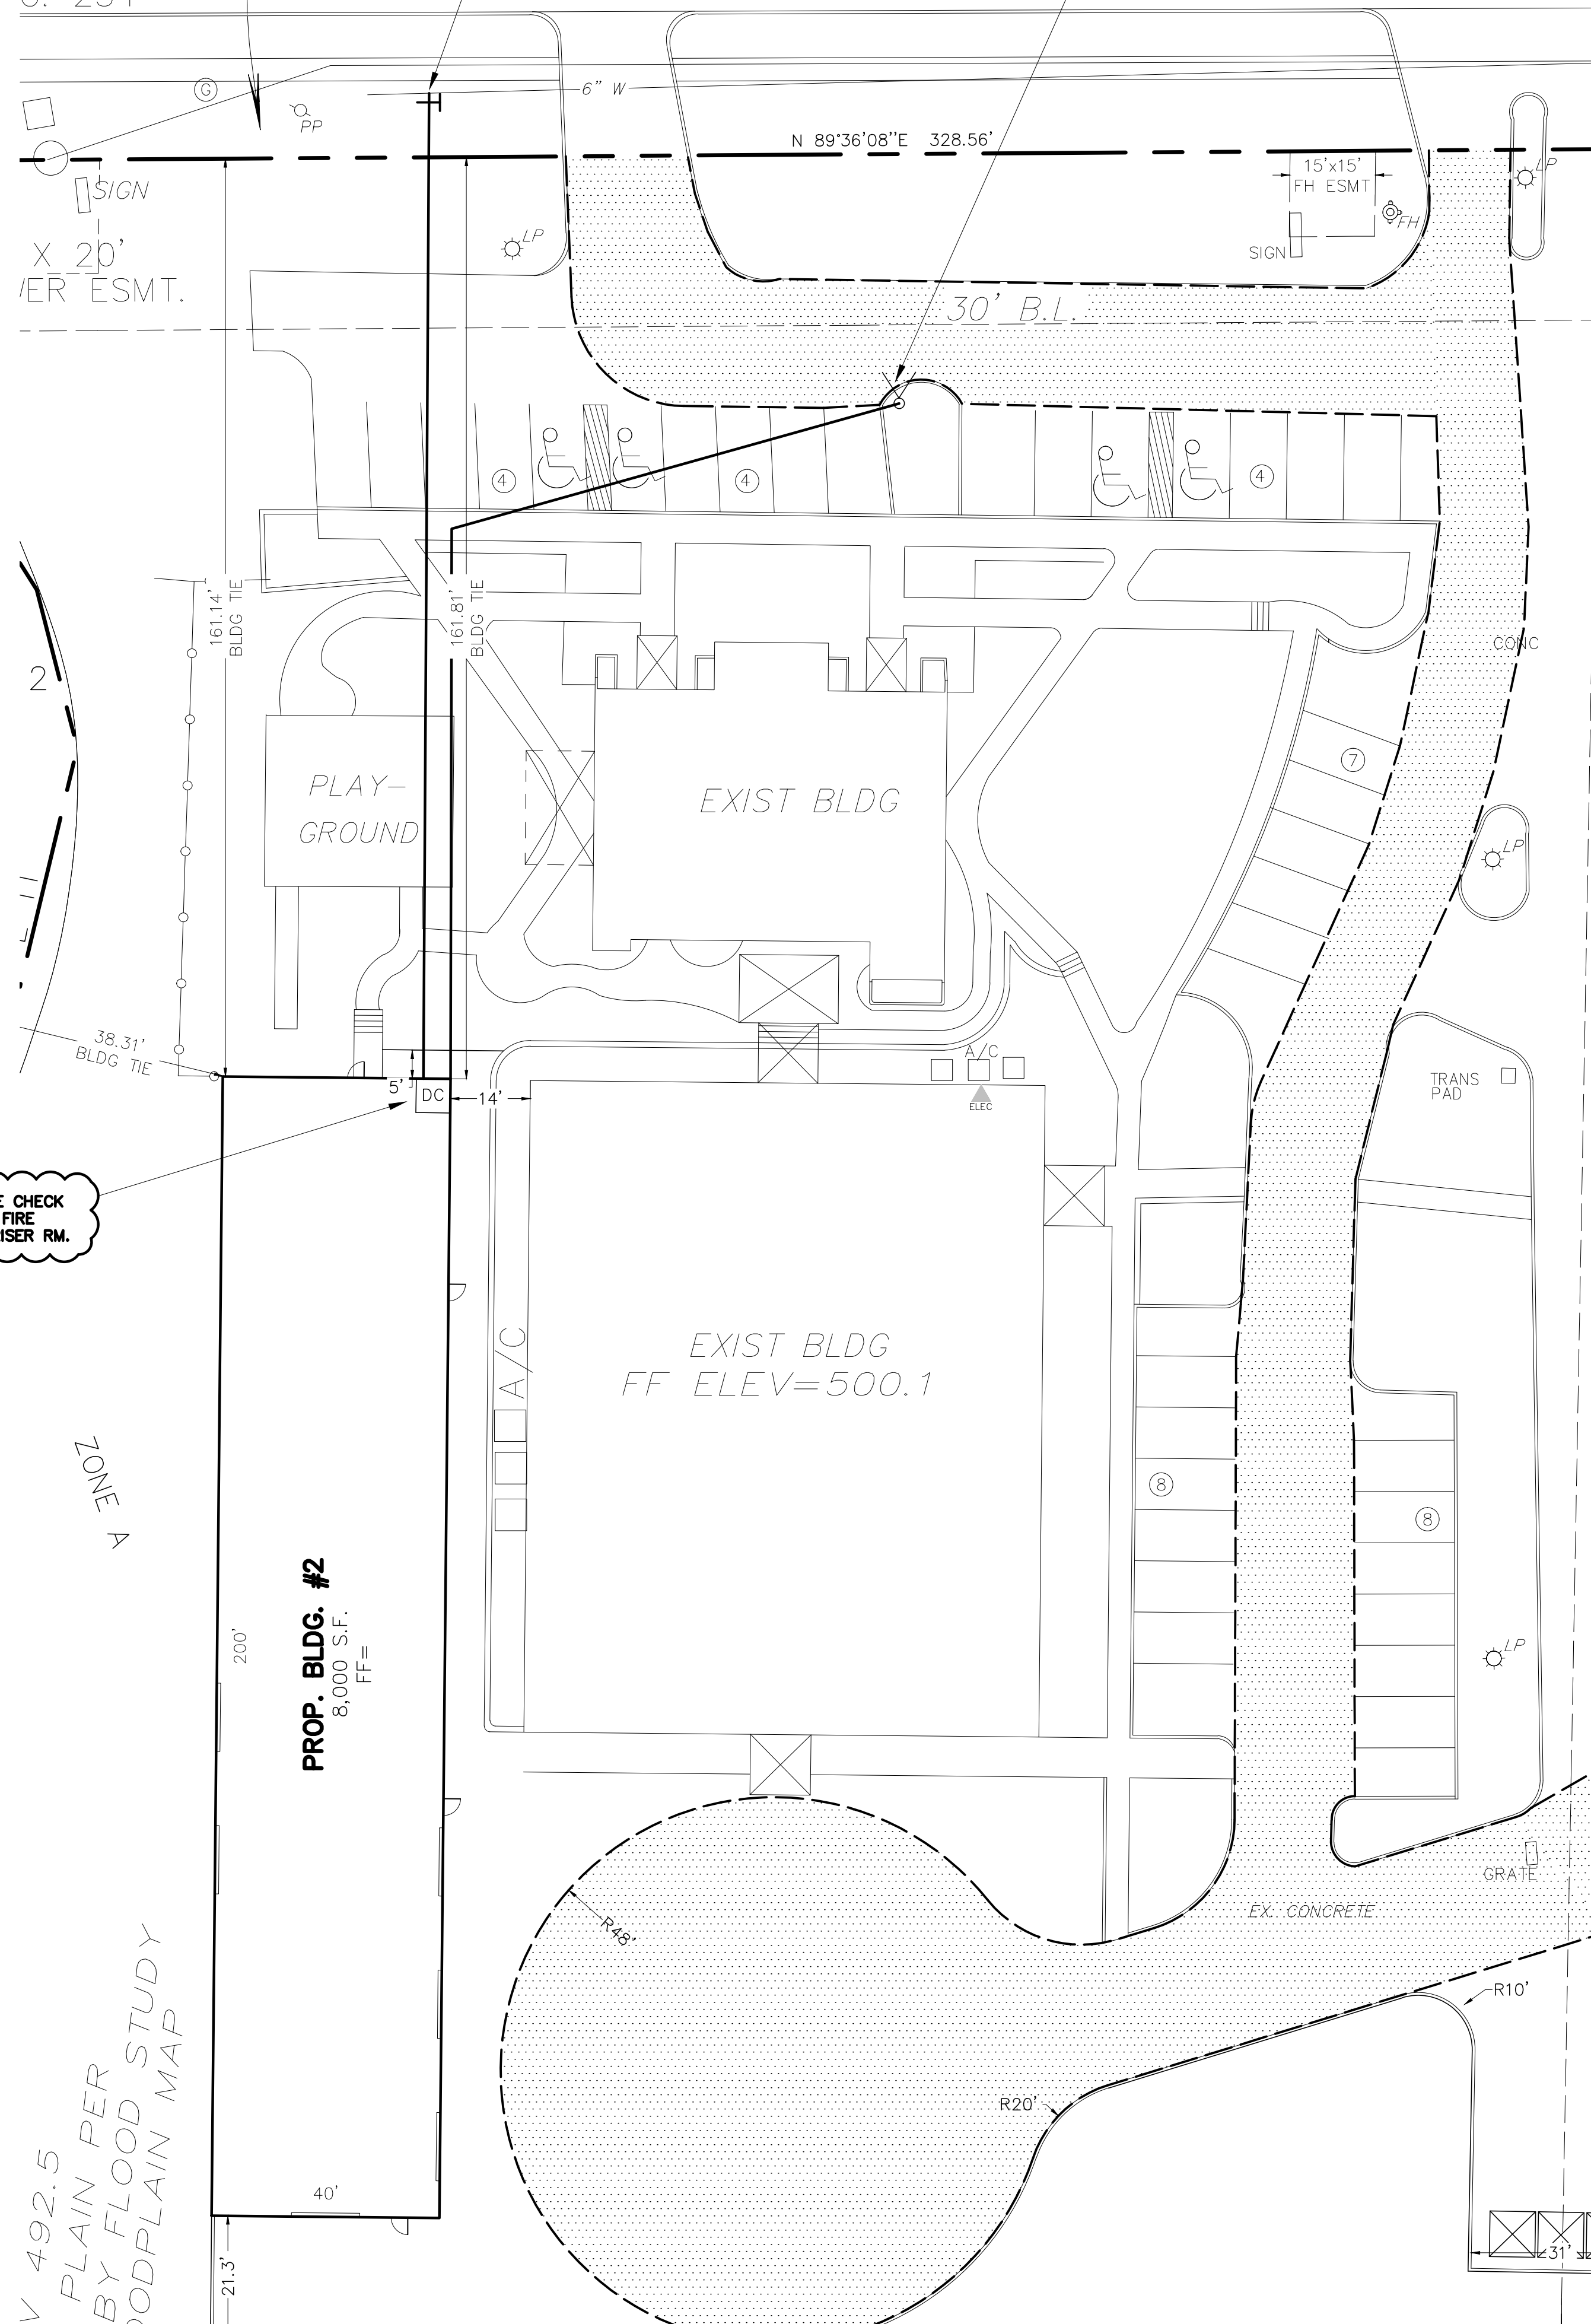 G
6" W
PP
N 89°36'08"E 328.56'
15'x15'
FH ESMT
LP
SIGN
FH
LP
SIGN
X 20'
ESMT.
30' B.L.
4
4
4
161.14'
BLDG TIE
161.81'
BLDG TIE
CONC
2
7
PLAY-
GROUND
EXIST BLDG
LP
38.31'
BLDG TIE
A/C
ELEC
TRANS
PAD
5'
DC
14'
CHECK
FIRE
RISER RM.
A/C
EXIST BLDG
FF ELEV=500.1
ZONE A
8
8
PROP. BLDG. #2
8,000 S.F.
FF=
200'
LP
GRATE
EX. CONCRETE
R48'
R10'
R20'
492.5
PLAIN PER
BY FLOOD STUDY
MAP
40'
21.3'
31'